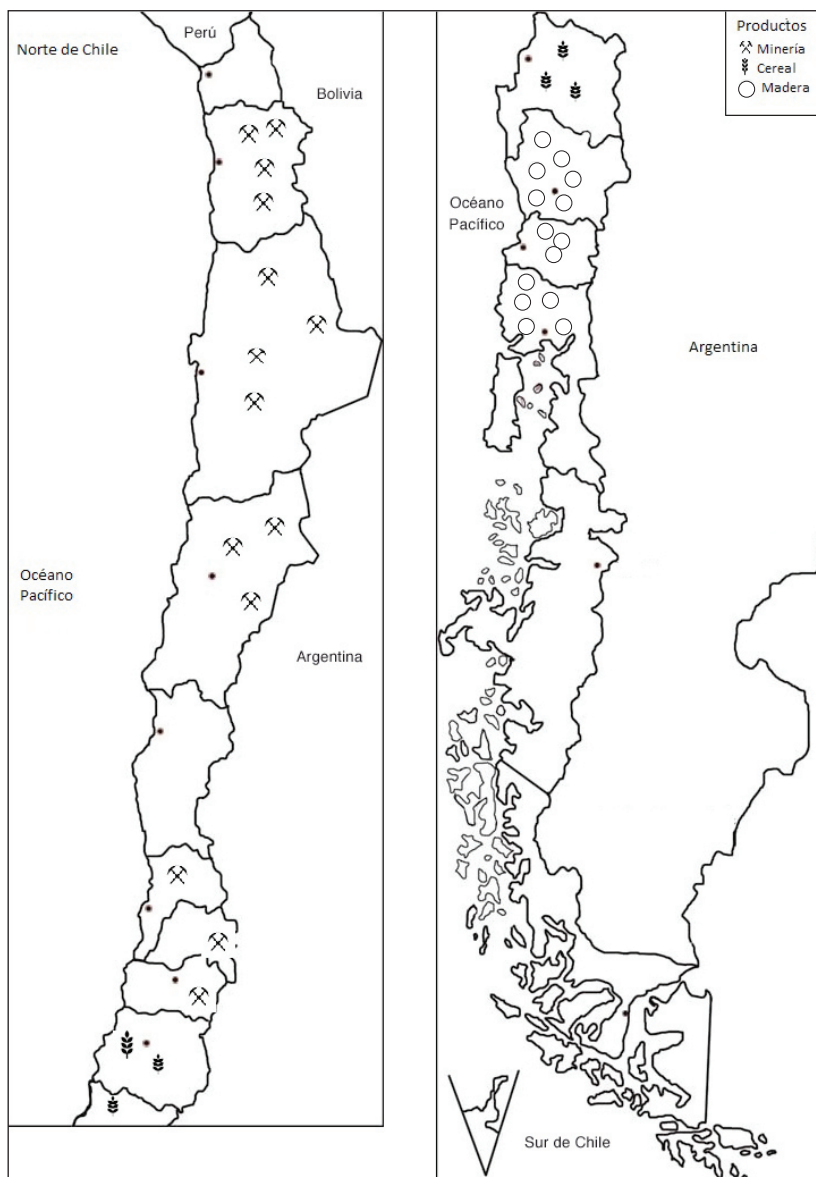 Norte de Chile
Perú
Bolivia
Océano
Pacífico
Argentina
Productos
Minería
Cereal
Madera
Océano
Pacífico
Argentina
Sur de Chile